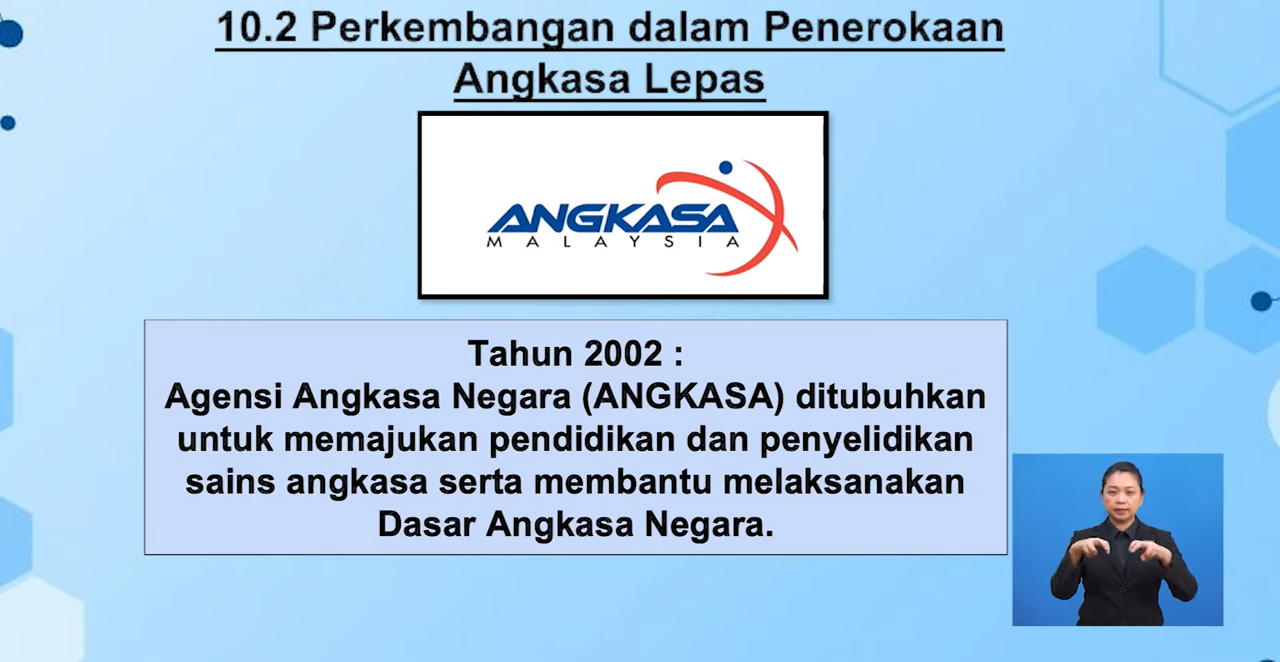 10.2 Perkembangan dalam Penerokaan
Angkasa Lepas
ANGKASA
MALAYSIA
Tahun 2002 :
Agensi Angkasa Negara (ANGKASA) ditubuhkan
untuk memajukan pendidikan dan penyelidikan
sains angkasa serta membantu melaksanakan
Dasar Angkasa Negara.